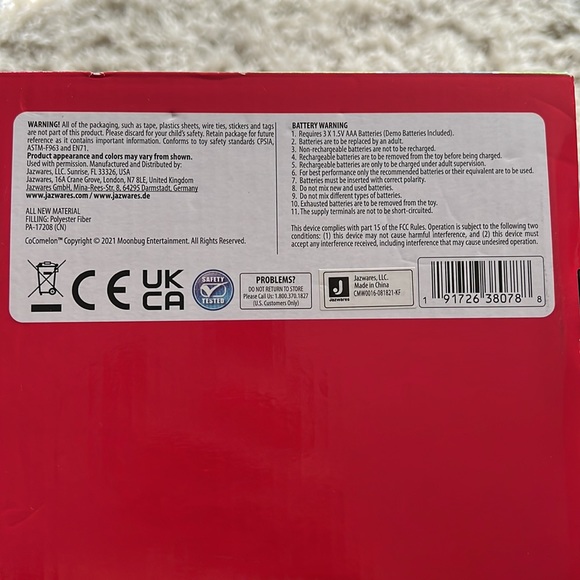 WARNING! All of the packaging, such as tape, plastics sheets, wire ties, stickers and tags
are not part of this product. Please discard for your child's safety. Retain package for future
reference as it contains important information. Conforms to toy safety standards CPSIA,
ASTM-F963 and EN71.
Product appearance and colors may vary from shown.
Used with permission. Manufactured and Distributed by:
Jazwares, LLC. Sunrise, FL 33326, USA
Jazwares, 16A Crane Grove, London, N7 8LE, United Kingdom
Jazwares GmbH, Mina-Rees-Str. 8, 64295 Darmstadt, Germany
www.jazwares.com / www.jazwares.de
ALL NEW MATERIAL
FILLING: Polyester Fiber
PA-17208 (CN)
CoComelon™ Copyright © 2021 Moonbug Entertainment. All Rights Reserved.
BATTERY WARNING
1. Requires 3 X 1.5V AAA Batteries (Demo Batteries Included).
2. Batteries are to be replaced by an adult.
3. Non-rechargeable batteries are not to be recharged.
4. Rechargeable batteries are to be removed from the toy before being charged.
5. Rechargeable batteries are only to be charged under adult supervision.
6. For best performance only the recommended batteries or their equivalent are to be used.
7. Batteries must be inserted with correct polarity.
8. Do not mix new and used batteries.
9. Do not mix different types of batteries.
10. Exhausted batteries are to be removed from the toy.
11. The supply terminals are not to be short-circuited.
This device complies with part 15 of the FCC Rules. Operation is subject to the following two
conditions: (1) this device may not cause harmful interference, and (2) this device must
accept any interference received, including interference that may cause undesired operation.
CE
UK
CA
SAFETY
TESTED
PROBLEMS?
DO NOT RETURN TO STORE
Please Call Us: 1.800.370.1827
(U.S. Customers Only)
J
Jazwares
Jazwares, LLC.
Made in China
CMW0016-081821-KF
1 91726 38078 8